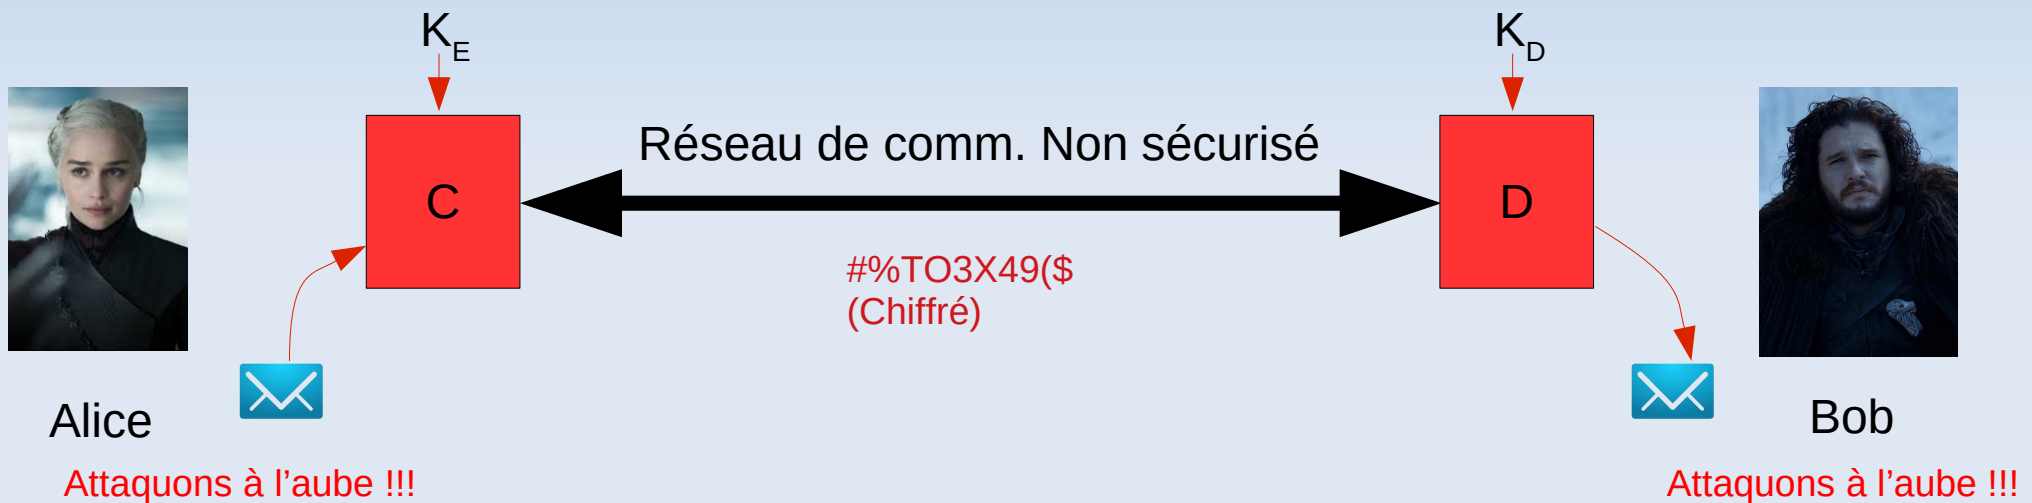 K_E
K_D
Réseau de comm. Non sécurisé
C
D
#%TO3X49($
(Chiffré)
Alice
Bob
Attaquons à l’aube !!!
Attaquons à l’aube !!!